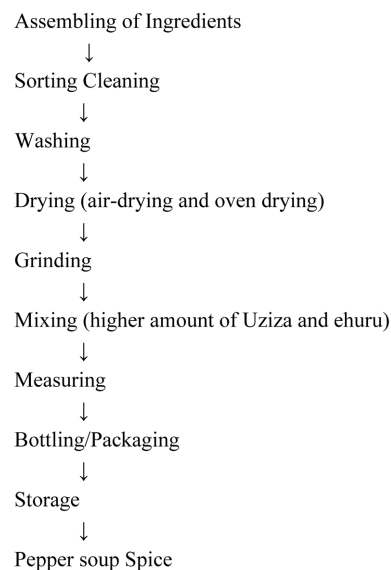 Assembling of Ingredients
↓
Sorting Cleaning
↓
Washing
↓
Drying (air-drying and oven drying)
↓
Grinding
↓
Mixing (higher amount of Uziza and ehuru)
↓
Measuring
↓
Bottling/Packaging
↓
Storage
↓
Pepper soup Spice